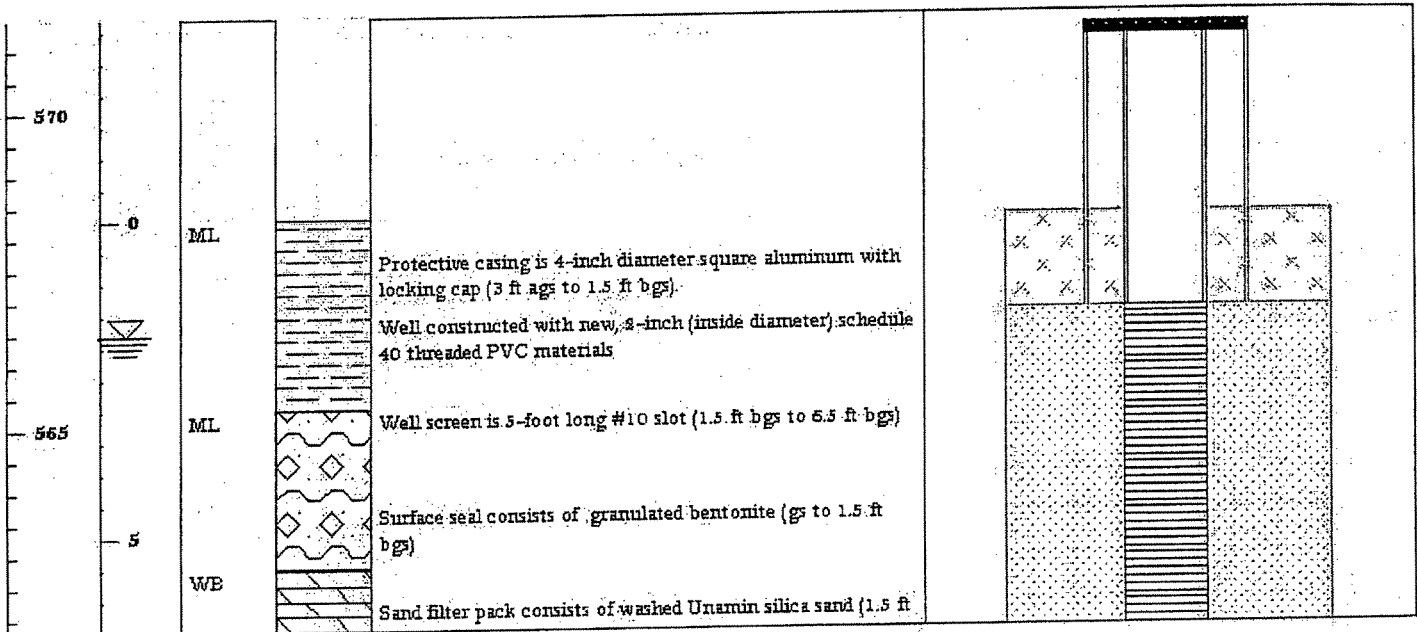 570
0
ML
Protective casing is 4-inch diameter square aluminum with
locking cap (3 ft ags to 1.5 ft bgs).
Well constructed with new, 2-inch (inside diameter) schedule
40 threaded PVC materials
ML
Well screen is 5-foot long #10 slot (1.5 ft bgs to 6.5 ft bgs)
565
Surface seal consists of granulated bentonite (gs to 1.5 ft
bgs)
5
WB
Sand filter pack consists of washed Unamin silica sand (1.5 ft